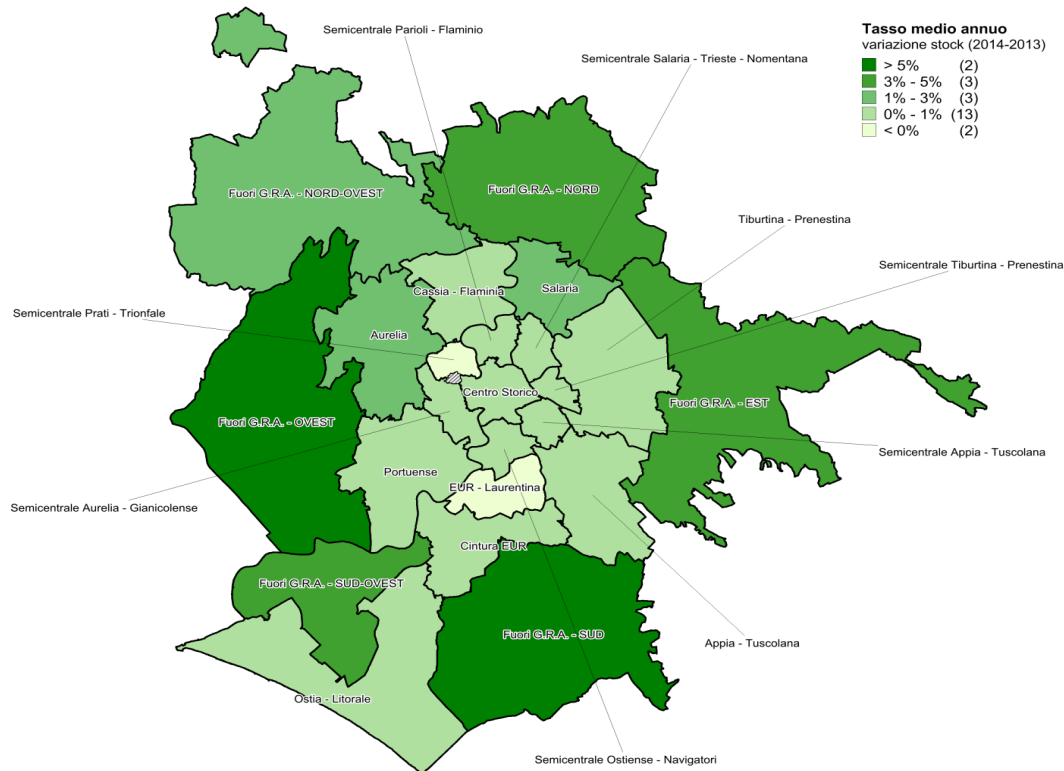 Semicentrale Parioli - Flaminio
Tasso medio annuo
variazione stock (2014-2013)
> 5% (2)
3% - 5% (3)
1% - 3% (3)
0% - 1% (13)
< 0% (2)
Semicentrale Salaria - Trieste - Nomentana
Fuori G.R.A. - NORD-OVEST
Fuori G.R.A. - NORD
Tiburtina - Prenestina
Semicentrale Tiburtina - Prenestina
Cassia - Flaminia
Salaria
Semicentrale Prati - Trionfale
Aurelia
Centro Storico
Fuori G.R.A. - EST
Fuori G.R.A. - OVEST
Semicentrale Appia - Tuscolana
Portuense
EUR - Laurentina
Semicentrale Aurelia - Gianicolense
Cintura EUR
Fuori G.R.A. - SUD-OVEST
Fuori G.R.A. - SUD
Appia - Tuscolana
Ostia - Litorale
Semicentrale Ostiense - Navigatori